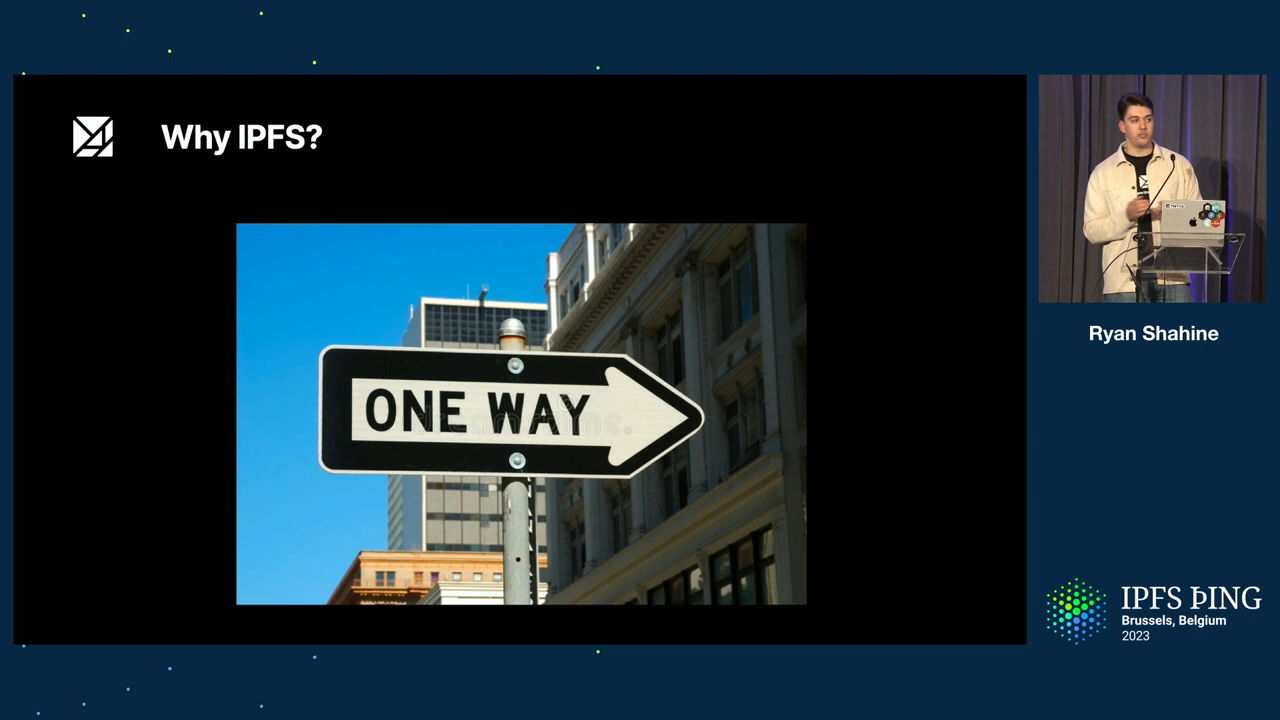 Why IPFS?
ONE WAY
Ryan Shahine
IPFS ÞING
Brussels, Belgium
2023